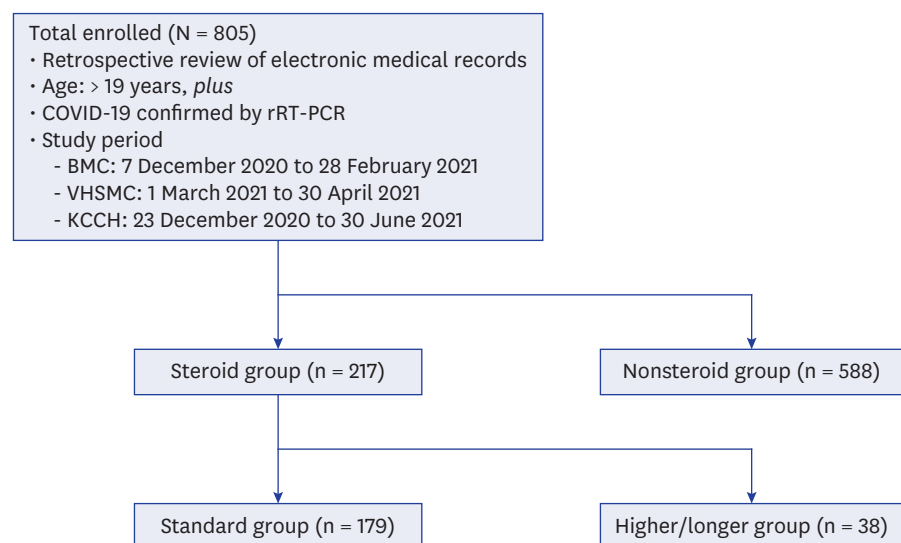 Total enrolled (N = 805)
· Retrospective review of electronic medical records
· Age: > 19 years, plus
· COVID-19 confirmed by rRT-PCR
· Study period
- BMC: 7 December 2020 to 28 February 2021
- VHSMC: 1 March 2021 to 30 April 2021
- KCCH: 23 December 2020 to 30 June 2021
Steroid group (n = 217)
Nonsteroid group (n = 588)
Standard group (n = 179)
Higher/longer group (n = 38)